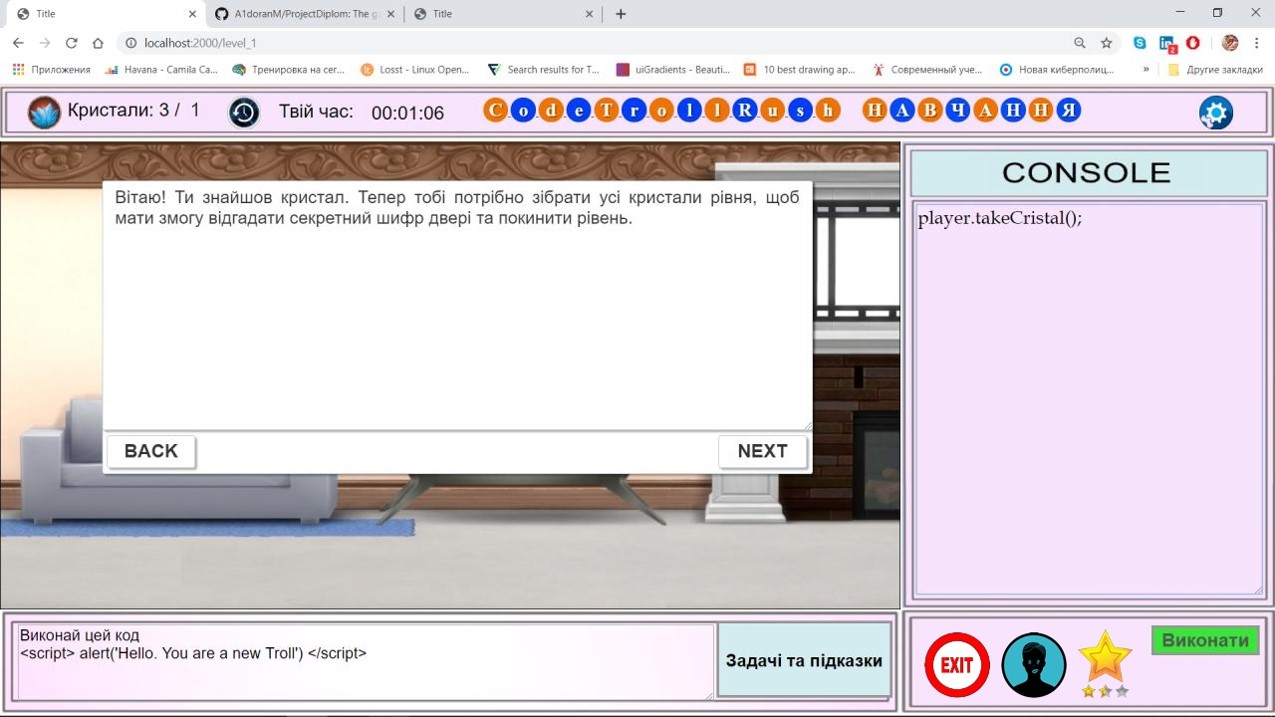 Title
A1doranM/ProjectDiplom: The g
Title
localhost:2000/level_1
2
Приложения
Havana - Camila Ca...
Тренировка на сег...
Losst - Linux Open...
Search results for T...
uiGradients - Beauti...
10 best drawing ap...
Современный уче...
Новая киберполиц...
»
Другие закладки
Кристали: 3 / 1
Твій час: 00:01:06
CodeTrollRush НАВЧАННЯ
CONSOLE
Вітаю! Ти знайшов кристал. Тепер тобі потрібно зібрати усі кристали рівня, щоб
мати змогу відгадати секретний шифр двері та покинити рівень.
player.takeCristal();
BACK
NEXT
Виконай цей код
<script> alert('Hello. You are a new Troll') </script>
Задачі та підказки
EXIT
Виконати